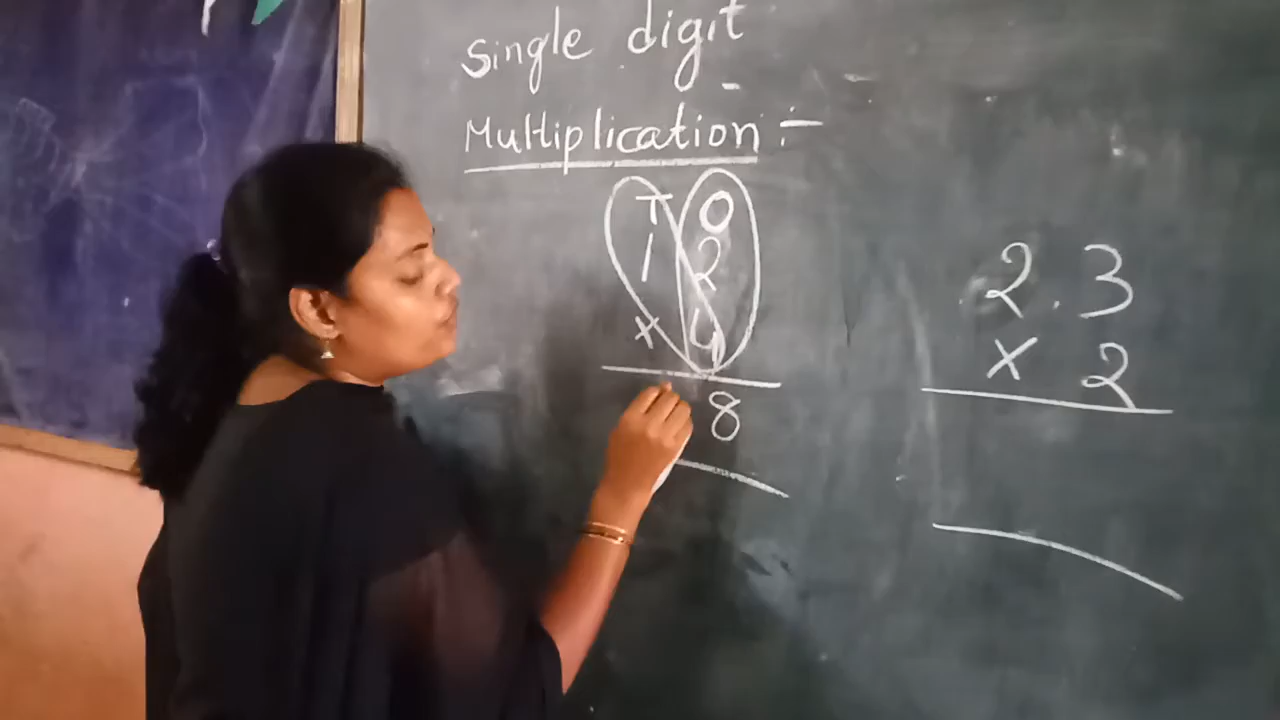 Single digit
Multiplication :-
T O
1 2
× 4
8
2 3
× 2